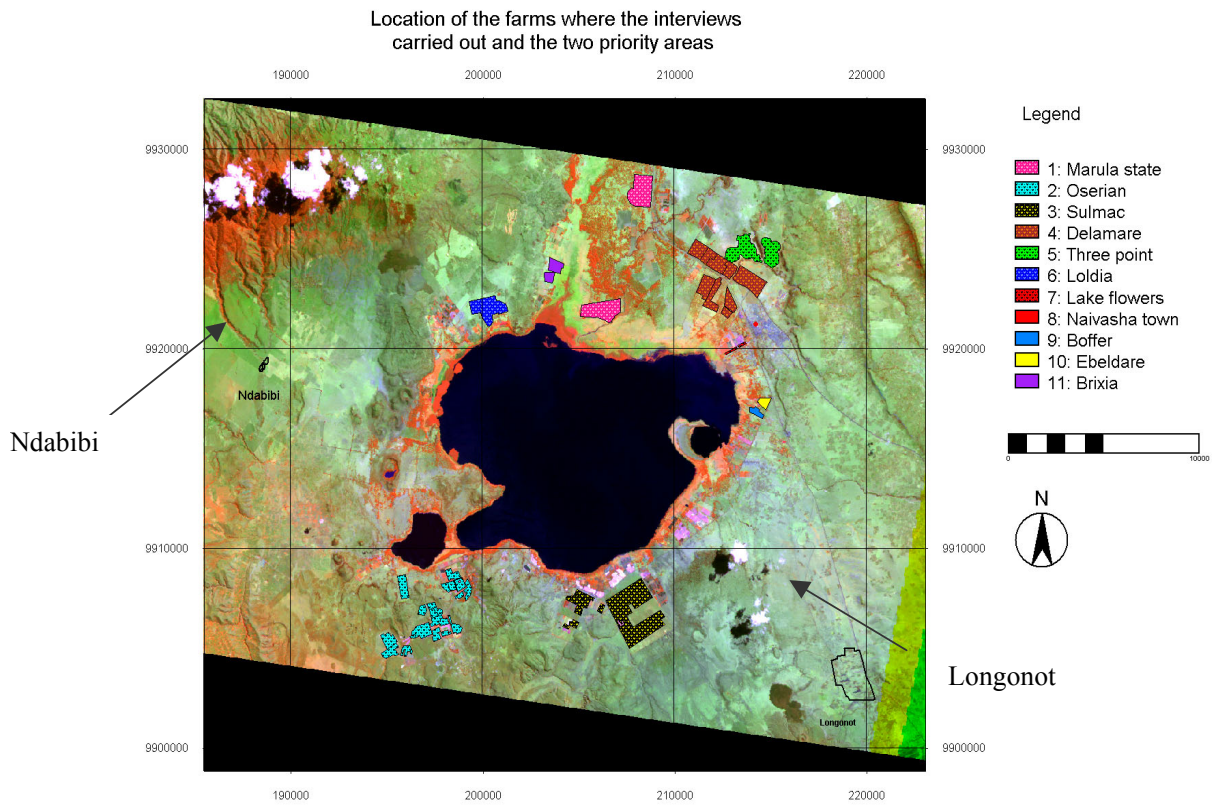 Location of the farms where the interviews
carried out and the two priority areas
190000 200000 210000 220000
9930000 9930000
9920000 9920000
9910000 9910000
9900000 9900000
190000 200000 210000 220000
Ndabibi
Ndabibi
Longonot
Longonot
Legend
1: Marula state
2: Oserian
3: Sulmac
4: Delamare
5: Three point
6: Loldia
7: Lake flowers
8: Naivasha town
9: Boffer
10: Ebeldare
11: Brixia
0 10000
N